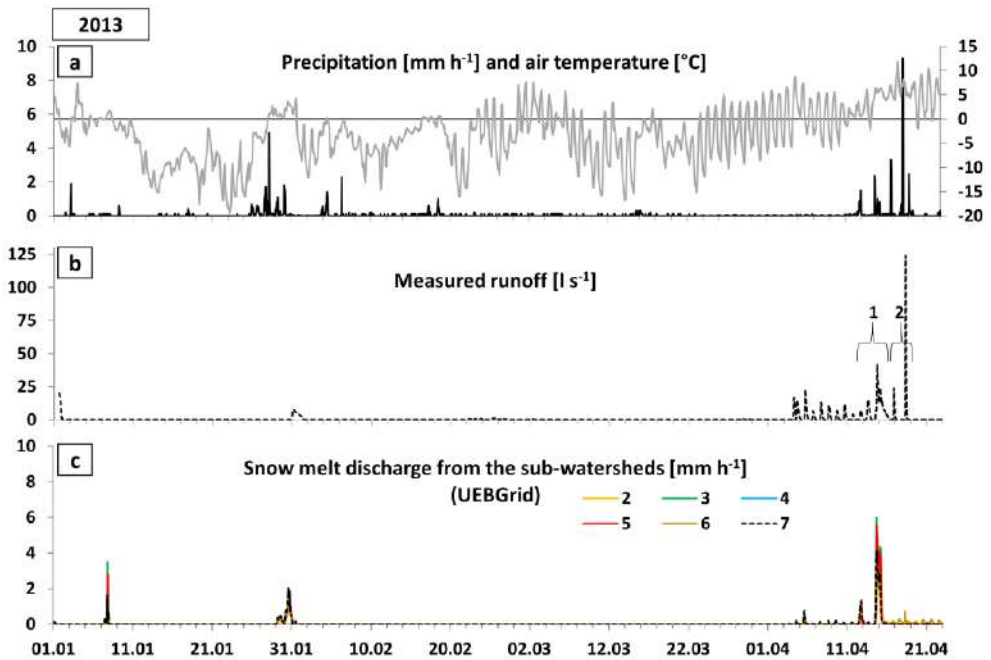 2013
a
Precipitation [mm h⁻¹] and air temperature [°C]
10
8
6
4
2
0
15
10
5
0
-5
-10
-15
-20
b
Measured runoff [l s⁻¹]
125
100
75
50
25
0
1
2
c
Snow melt discharge from the sub-watersheds [mm h⁻¹]
(UEBGrid)
2 3 4
5 6 7
10
8
6
4
2
0
01.01 11.01 21.01 31.01 10.02 20.02 02.03 12.03 22.03 01.04 11.04 21.04